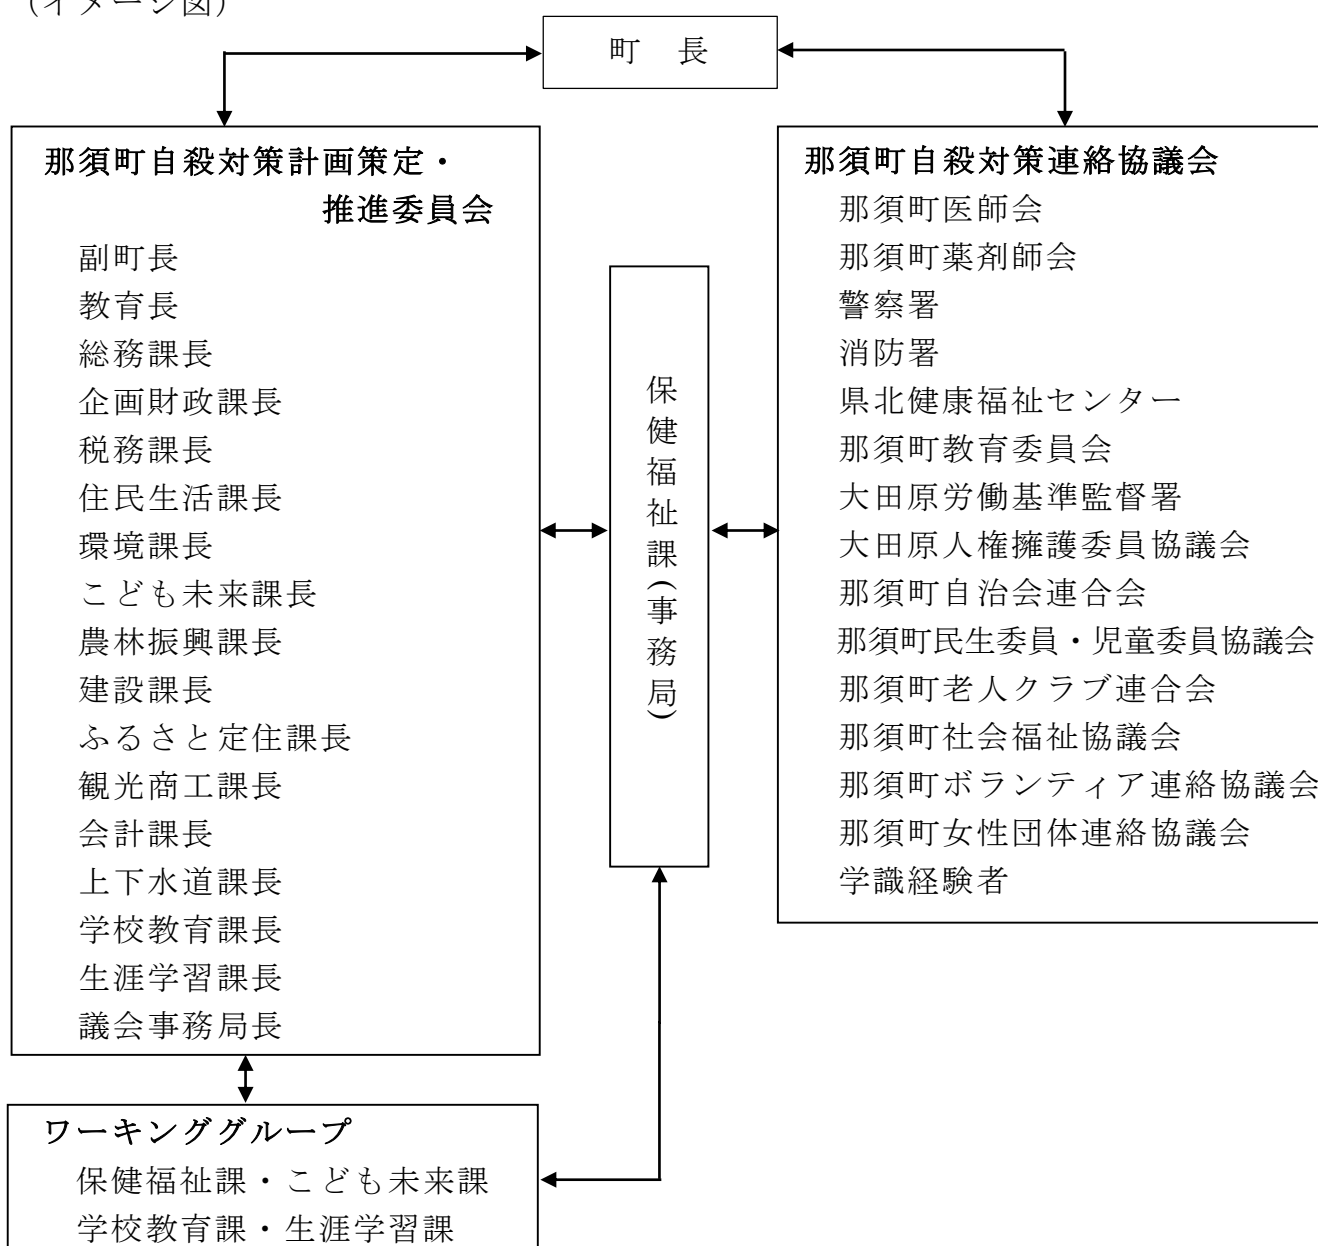 (イメージ図)
町　長
那須町自殺対策計画策定・
推進委員会
副町長
教育長
総務課長
企画財政課長
税務課長
住民生活課長
環境課長
こども未来課長
農林振興課長
建設課長
ふるさと定住課長
観光商工課長
会計課長
上下水道課長
学校教育課長
生涯学習課長
議会事務局長
保健福祉課(事務局)
那須町自殺対策連絡協議会
那須町医師会
那須町薬剤師会
警察署
消防署
県北健康福祉センター
那須町教育委員会
大田原労働基準監督署
大田原人権擁護委員協議会
那須町自治会連合会
那須町民生委員・児童委員協議会
那須町老人クラブ連合会
那須町社会福祉協議会
那須町ボランティア連絡協議会
那須町女性団体連絡協議会
学識経験者
ワーキンググループ
保健福祉課・こども未来課
学校教育課・生涯学習課